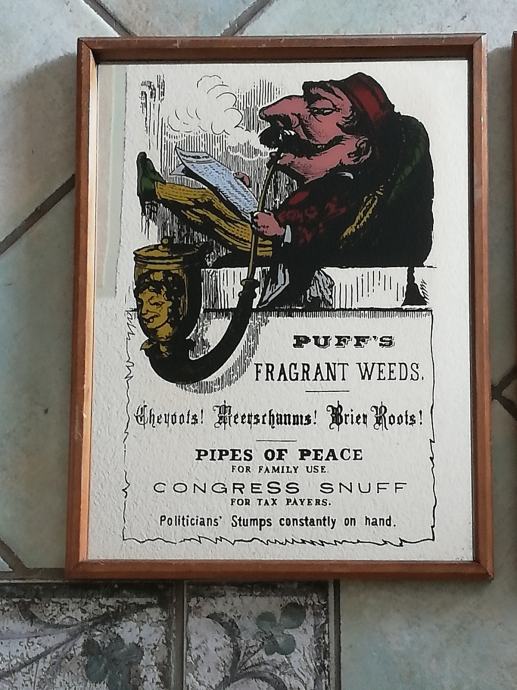 PUFF'S
FRAGRANT WEEDS.
Cheroots! Meerschaums! Brier Roots!
PIPES OF PEACE
FOR FAMILY USE.
CONGRESS SNUFF
FOR TAX PAYERS.
Politicians' Stumps constantly on hand.